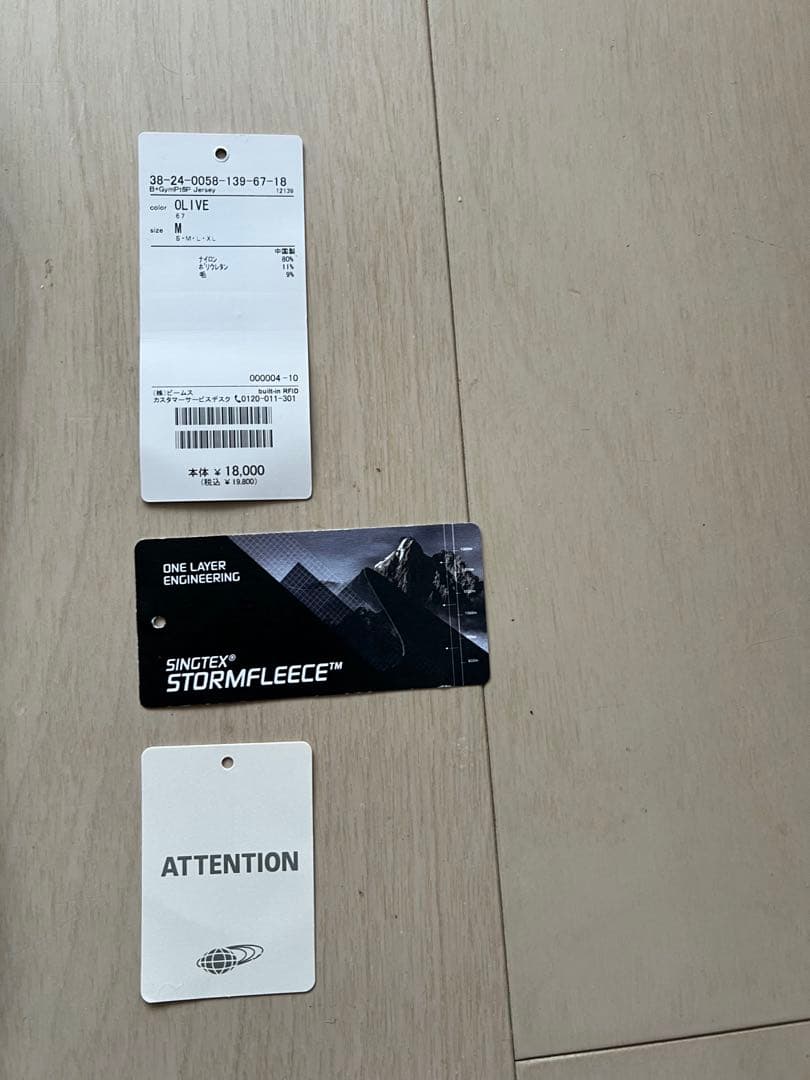 38-24-0058-139-67-18
B+GymPt5P Jersey 12139
color OLIVE
67
size M
S・M・L・XL
中国製
ナイロン 80%
ポリウレタン 11%
毛 9%
000004-10
(株)ビームス built-in RFID
カスタマーサービスデスク 0120-011-301
本体 ¥18,000
(税込 ¥19,800)
ONE LAYER
ENGINEERING
SINGTEX®
STORMFLEECE™
ATTENTION